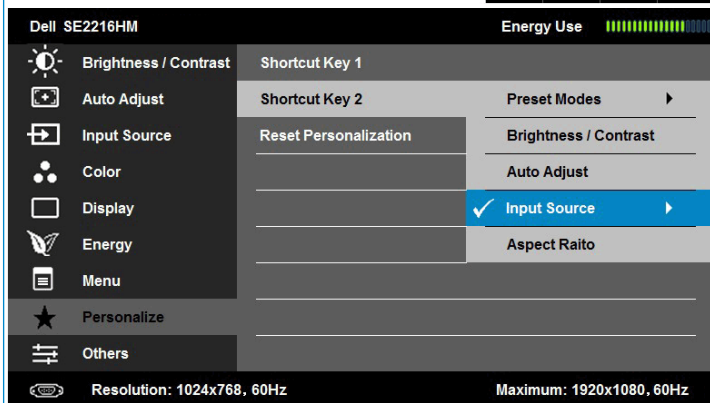 Dell SE2216HM Energy Use
Brightness / Contrast Shortcut Key 1
Auto Adjust Shortcut Key 2 Preset Modes
Input Source Reset Personalization Brightness / Contrast
Color Auto Adjust
Display Input Source
Energy Aspect Raito
Menu
Personalize
Others
Resolution: 1024x768, 60Hz Maximum: 1920x1080, 60Hz